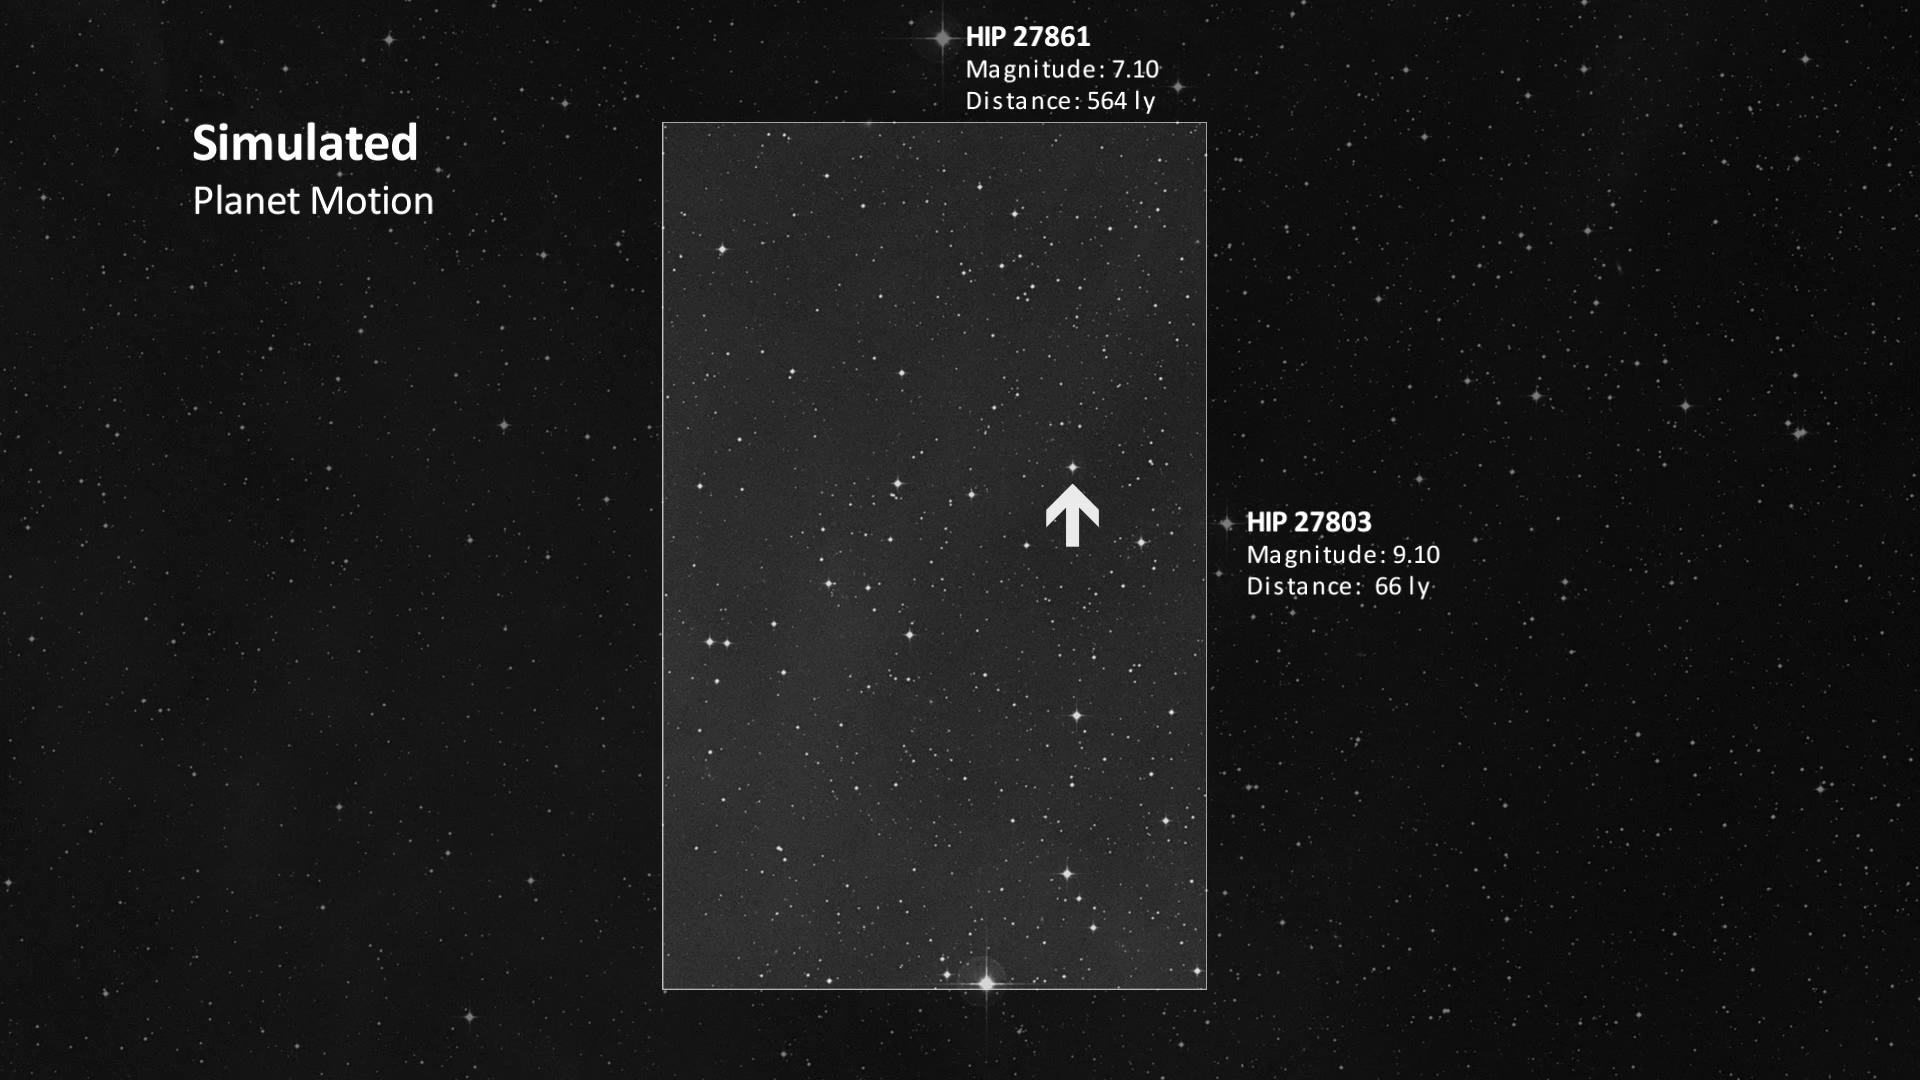 HIP 27861
Magnitude: 7.10
Distance: 564 ly
Simulated
Planet Motion
HIP 27803
Magnitude: 9.10
Distance: 66 ly